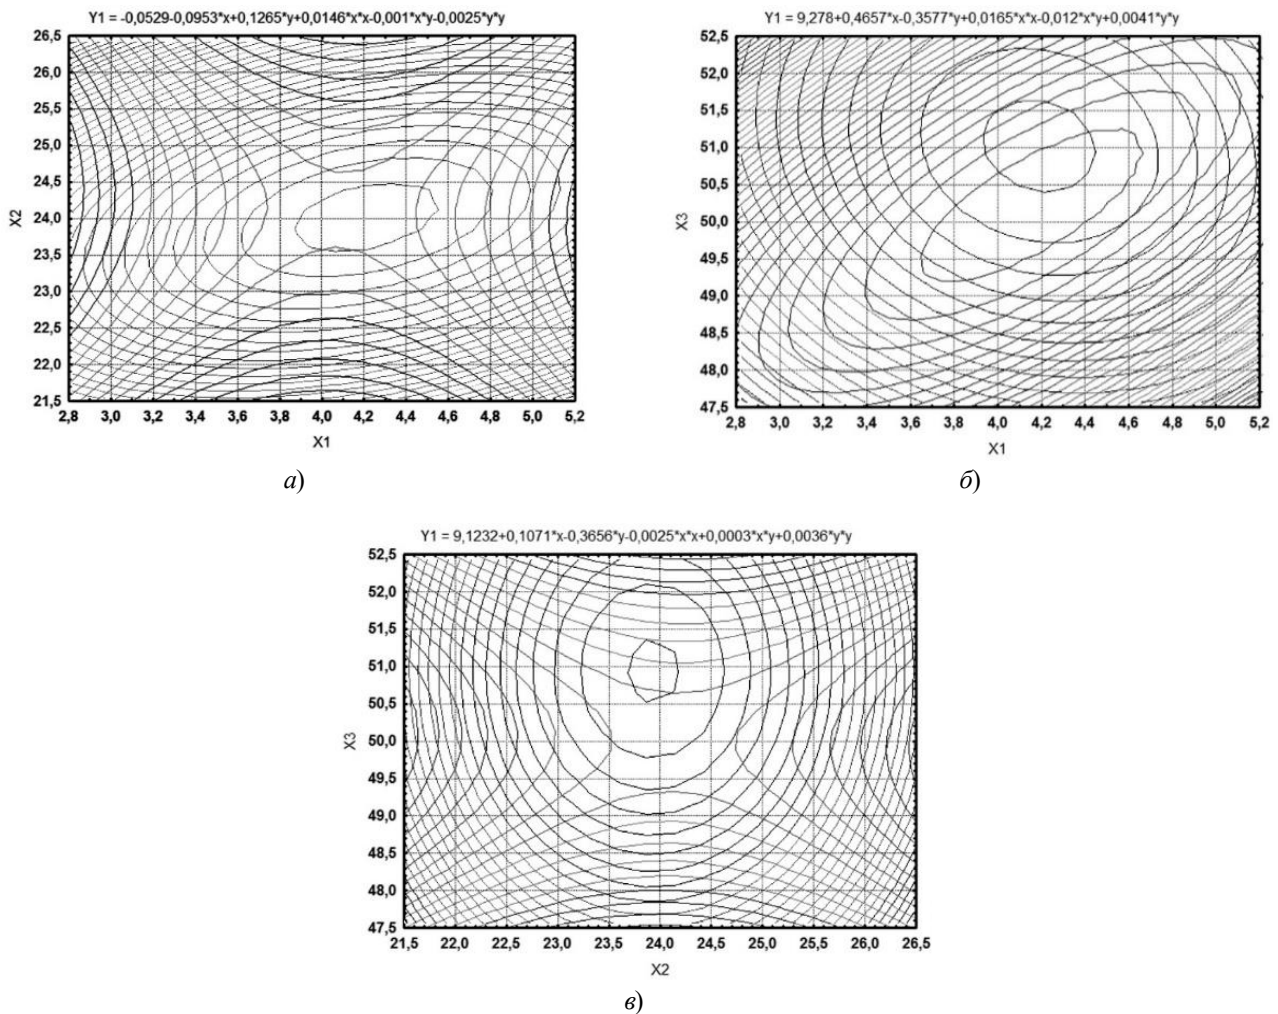 Y1 = -0,0529-0,0953*x+0,1265*y+0,0146*x*x-0,001*x*y-0,0025*y*y
26,5
26,0
25,5
25,0
24,5
24,0
23,5
23,0
22,5
22,0
21,5
X2
2,8 3,0 3,2 3,4 3,6 3,8 4,0 4,2 4,4 4,6 4,8 5,0 5,2
X1
а)
Y1 = 9,278+0,4657*x-0,3577*y+0,0165*x*x-0,012*x*y+0,0041*y*y
52,5
52,0
51,5
51,0
50,5
50,0
49,5
49,0
48,5
48,0
47,5
X3
2,8 3,0 3,2 3,4 3,6 3,8 4,0 4,2 4,4 4,6 4,8 5,0 5,2
X1
б)
Y1 = 9,1232+0,1071*x-0,3656*y-0,0025*x*x+0,0003*x*y+0,0036*y*y
52,5
52,0
51,5
51,0
50,5
50,0
49,5
49,0
48,5
48,0
47,5
X3
21,5 22,0 22,5 23,0 23,5 24,0 24,5 25,0 25,5 26,0 26,5
X2
в)